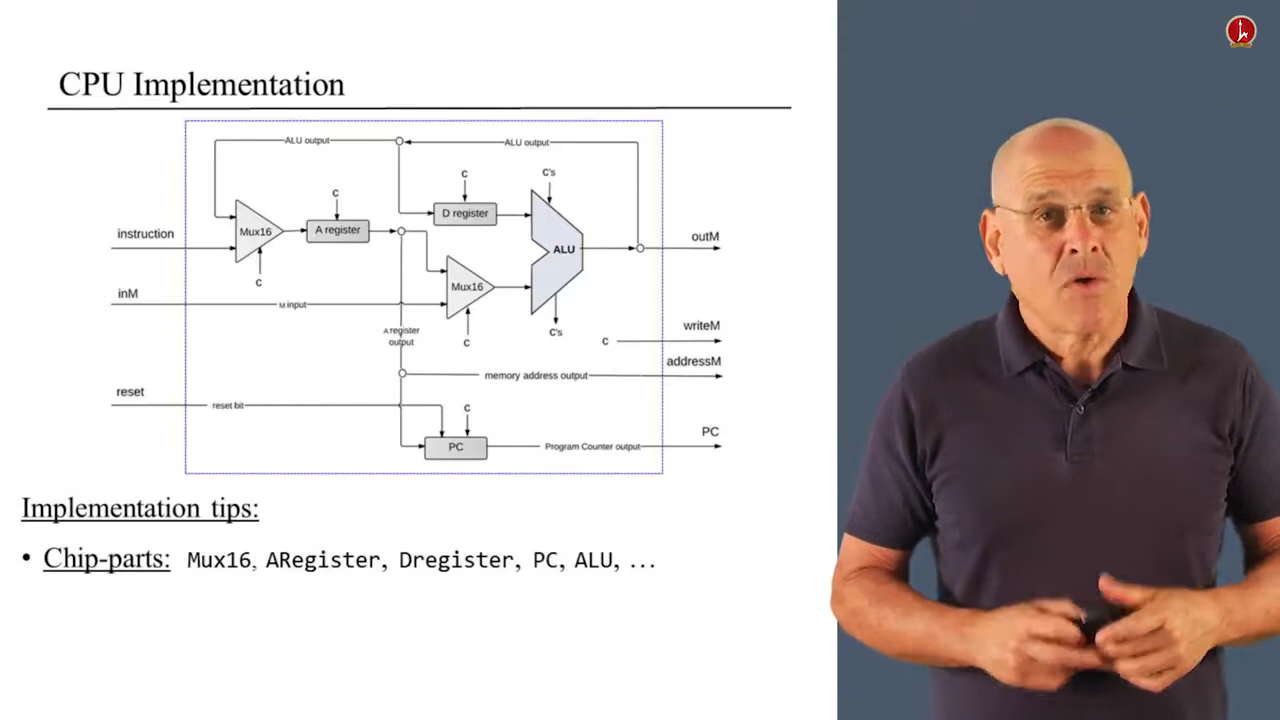 CPU Implementation
ALU output
ALU output
C
C
C's
D register
Mux16
A register
instruction
ALU
outM
C
Mux16
inM
M input
A register
output
C
C's
C
writeM
addressM
memory address output
reset
reset bit
C
PC
PC
Program Counter output
Implementation tips:
• Chip-parts: Mux16, ARegister, Dregister, PC, ALU, ...